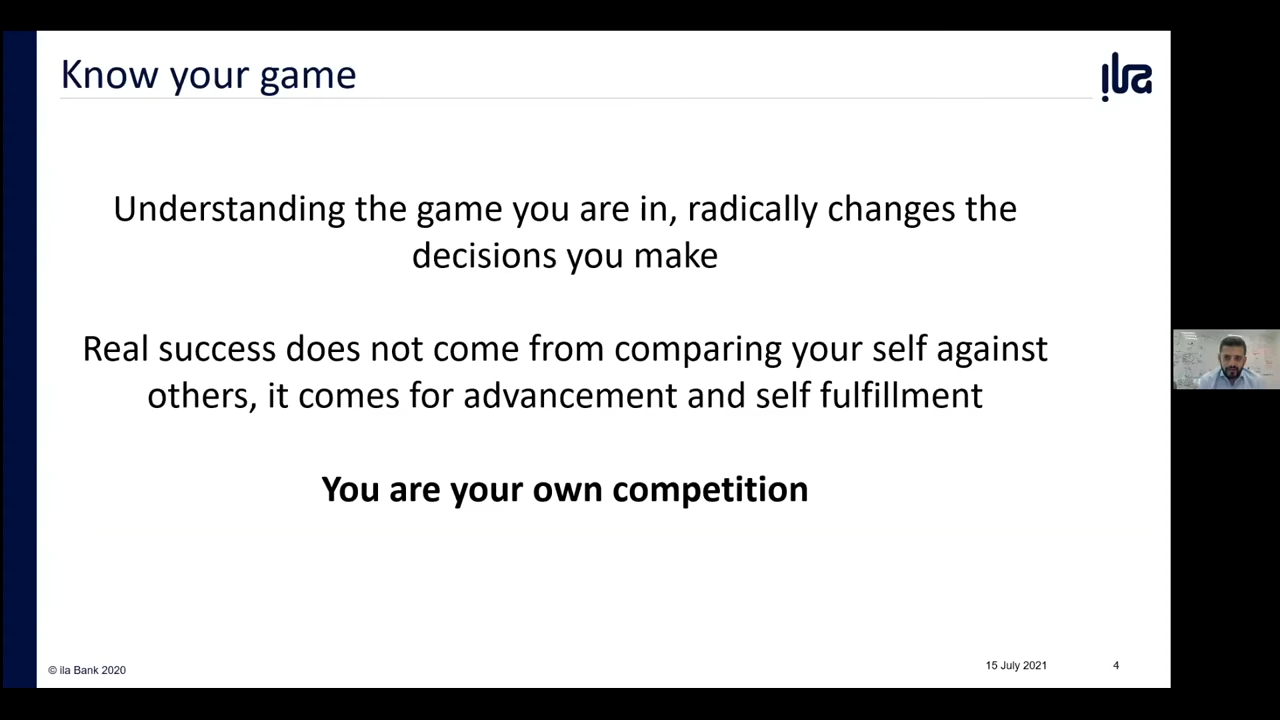 Know your game
ila
Understanding the game you are in, radically changes the
decisions you make
Real success does not come from comparing your self against
others, it comes for advancement and self fulfillment
You are your own competition
© ila Bank 2020
15 July 2021
4